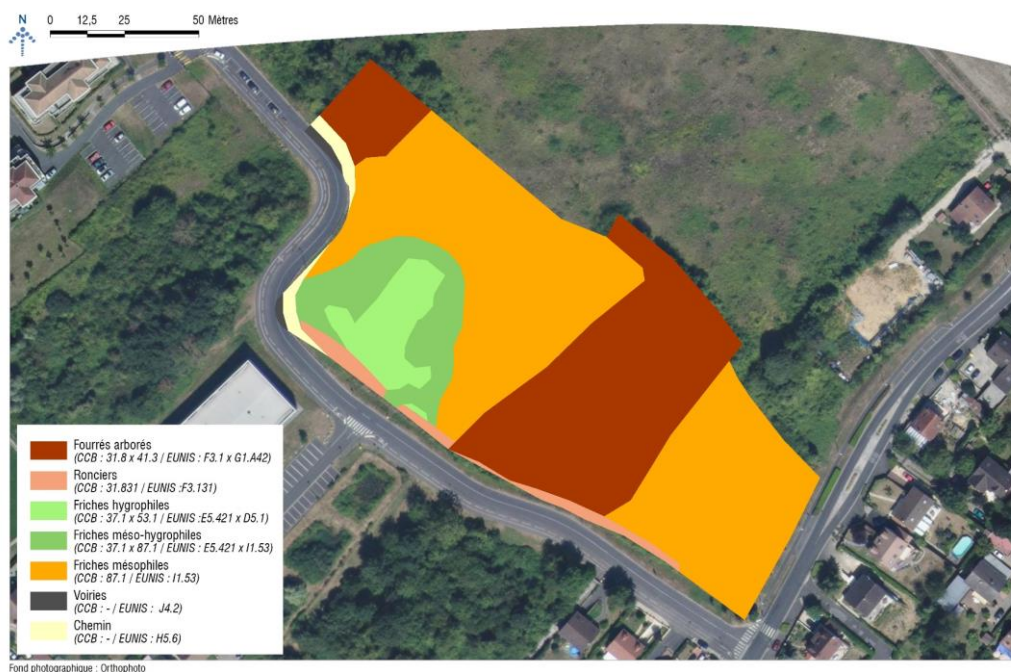 N
0 12,5 25 50 Mètres
Fourrés arborés
(CCB : 31.8 x 41.3 / EUNIS : F3.1 x G1.A42)
Ronciers
(CCB : 31.831 / EUNIS :F3.131)
Friches hygrophiles
(CCB : 37.1 x 53.1 / EUNIS :E5.421 x D5.1)
Friches méso-hygrophiles
(CCB : 37.1 x 87.1 / EUNIS : E5.421 x I1.53)
Friches mésophiles
(CCB : 87.1 / EUNIS : I1.53)
Voiries
(CCB : - / EUNIS : J4.2)
Chemin
(CCB : - / EUNIS : H5.6)
Fond photographique : Orthophoto